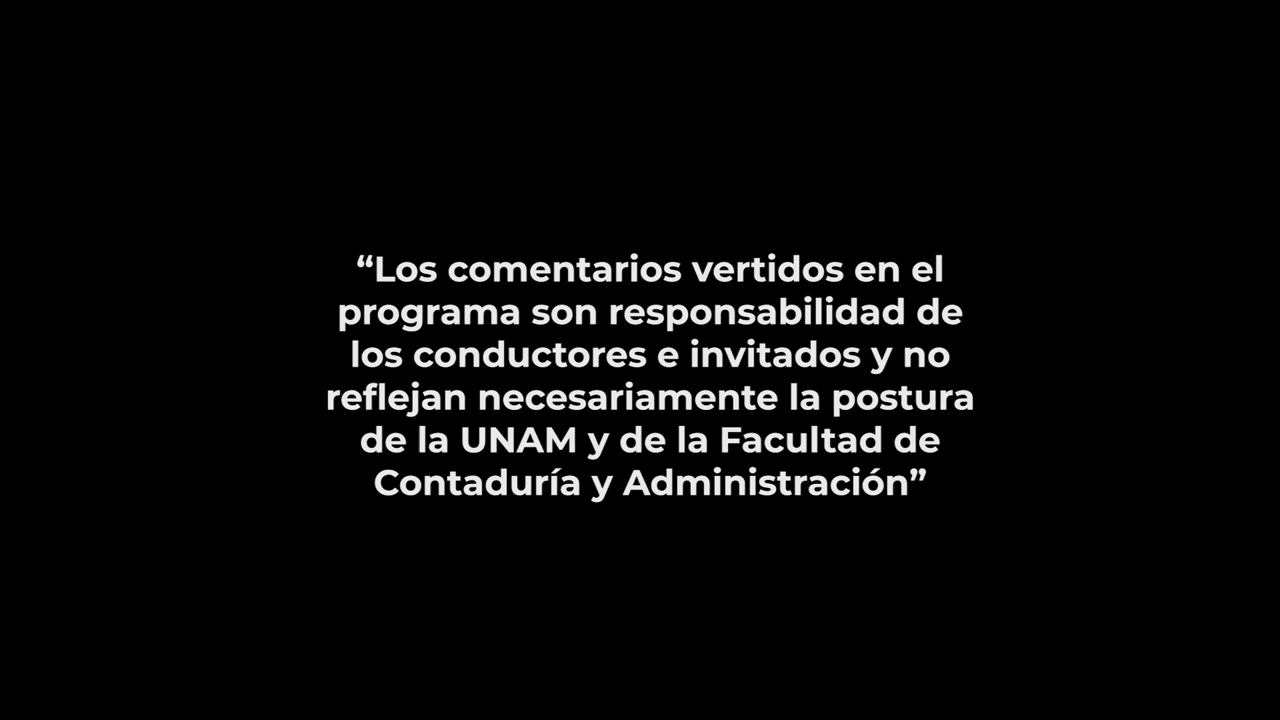 “Los comentarios vertidos en el
programa son responsabilidad de
los conductores e invitados y no
reflejan necesariamente la postura
de la UNAM y de la Facultad de
Contaduría y Administración”